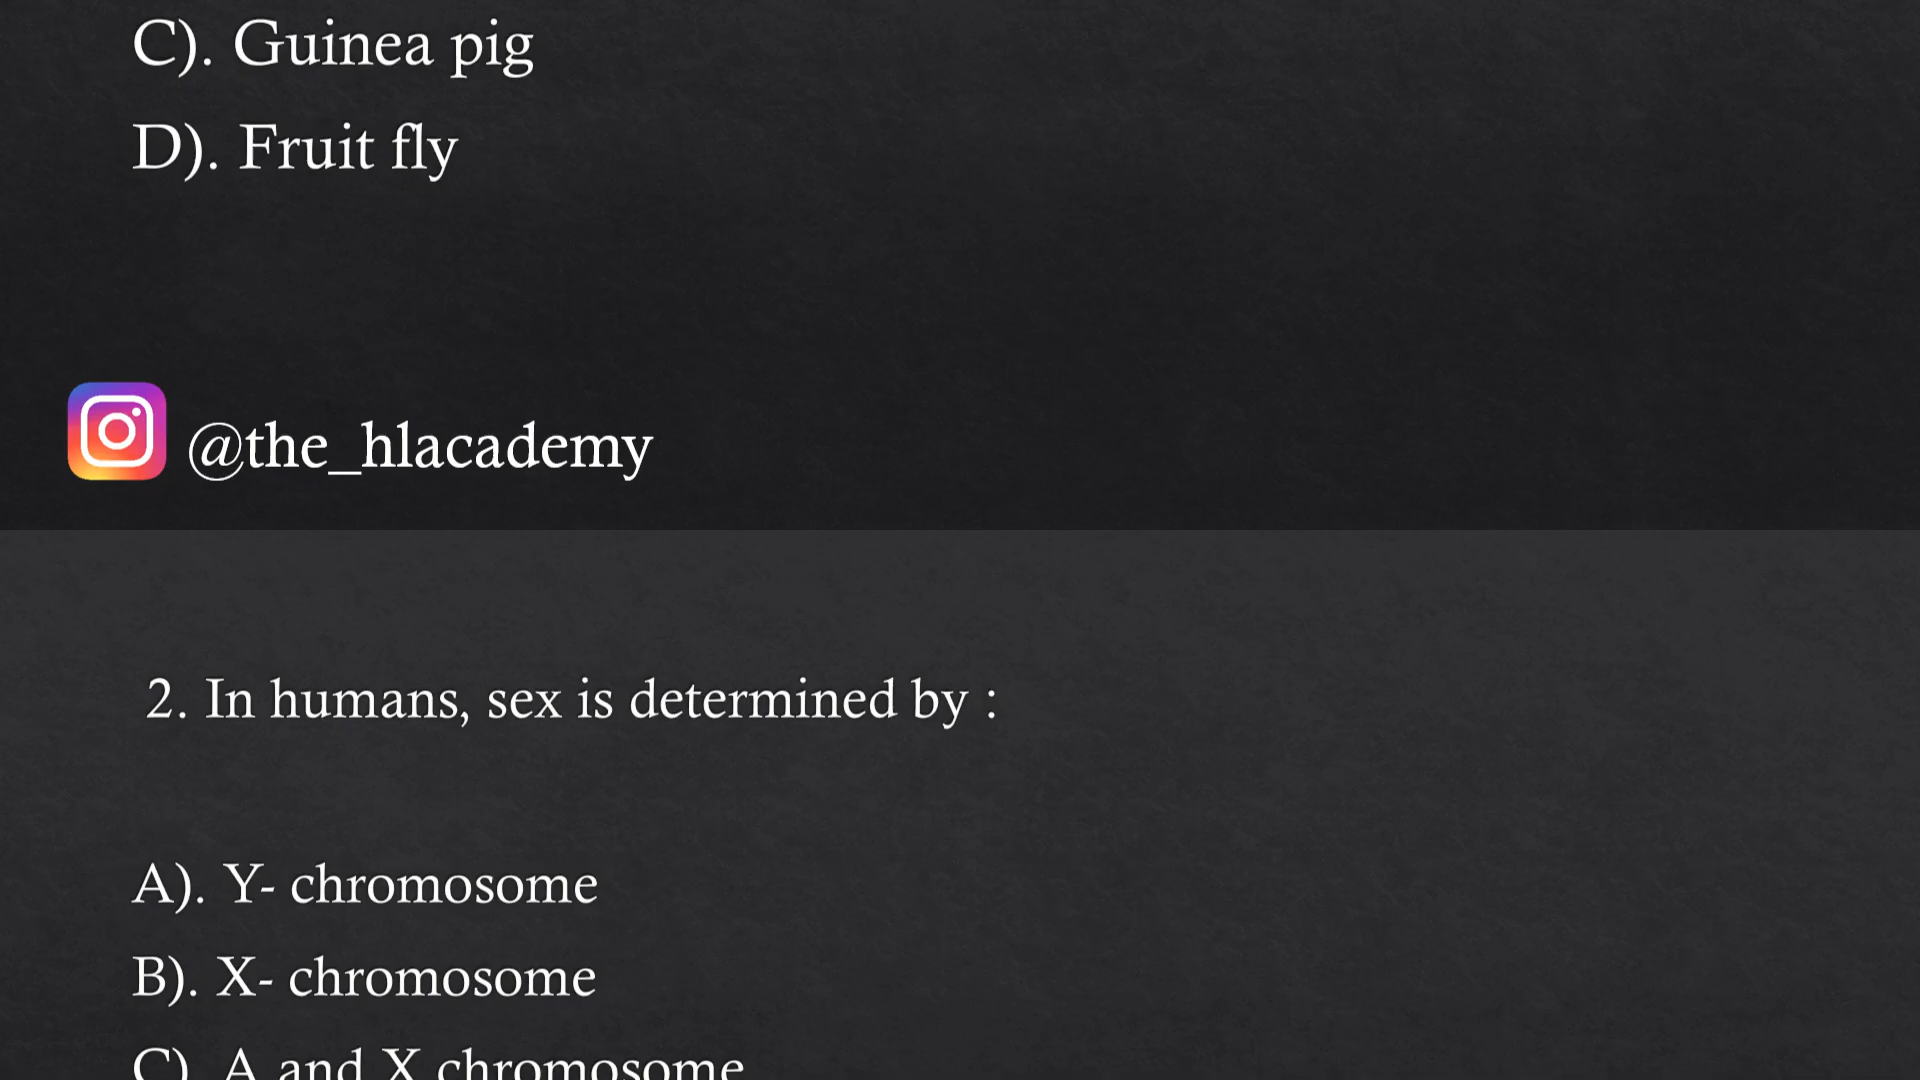 C). Guinea pig
D). Fruit fly
@the_hlacademy
2. In humans, sex is determined by :
A). Y- chromosome
B). X- chromosome
C). A and X chromosome